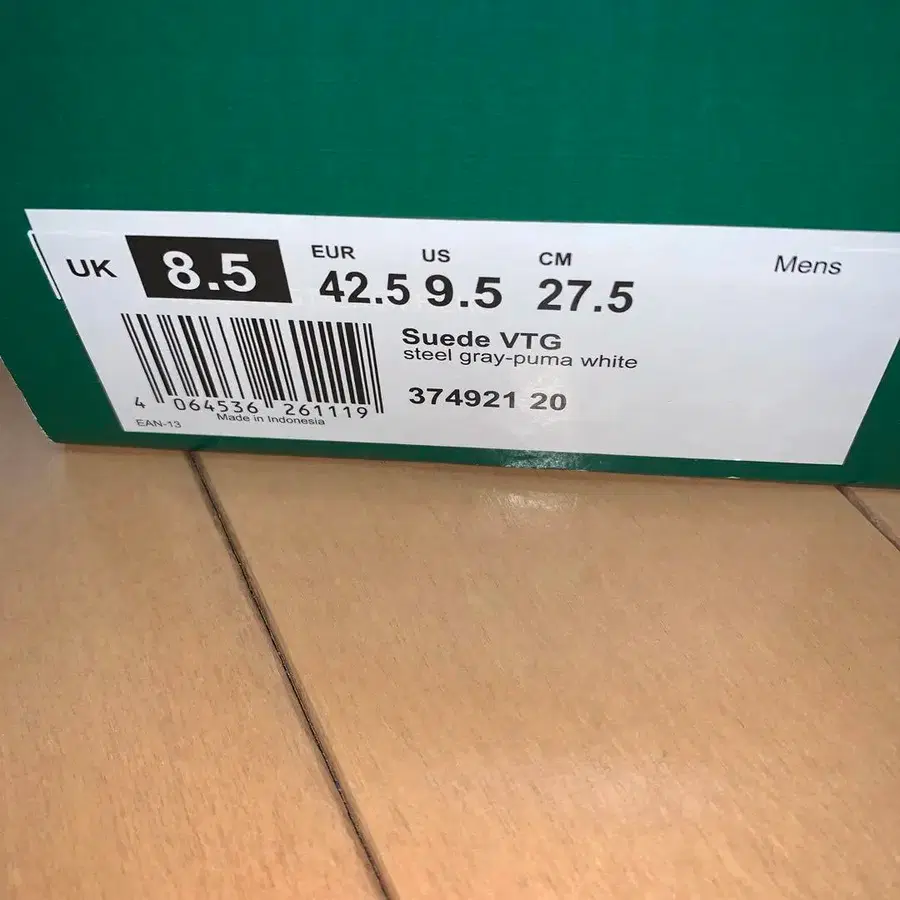 UK 8.5
EUR 42.5
US 9.5
CM 27.5
Mens
Suede VTG
steel gray-puma white
374921 20
4 064536 261119
Made in Indonesia
EAN-13